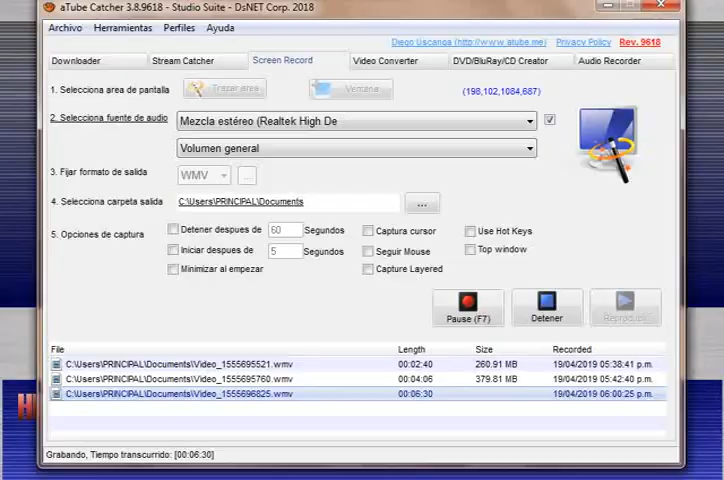 aTube Catcher 3.8.9618 - Studio Suite - DsNET Corp. 2018
Archivo Herramientas Perfiles Ayuda
Diego Uscanga (http://www.atube.me) Privacy Policy Rev. 9618
Downloader Stream Catcher Screen Record Video Converter DVD/BluRay/CD Creator Audio Recorder
1. Selecciona area de pantalla Trazar area Ventana (198,102,1084,687)
2. Selecciona fuente de audio Mezcla estéreo (Realtek High De
Volumen general
3. Fijar formato de salida WMV ...
4. Selecciona carpeta salida C:\Users\PRINCIPAL\Documents ...
5. Opciones de captura Detener despues de 60 Segundos Captura cursor Use Hot Keys
Iniciar despues de 5 Segundos Seguir Mouse Top window
Minimizar al empezar Capture Layered
Pause (F7) Detener Reproducir
File Length Size Recorded
C:\Users\PRINCIPAL\Documents\Video_1555695521.wmv 00:02:40 260.91 MB 19/04/2019 05:38:41 p.m.
C:\Users\PRINCIPAL\Documents\Video_1555695760.wmv 00:04:06 379.81 MB 19/04/2019 05:42:40 p.m.
C:\Users\PRINCIPAL\Documents\Video_1555696825.wmv 00:06:30 19/04/2019 06:00:25 p.m.
Grabando, Tiempo transcurrido: [00:06:30]